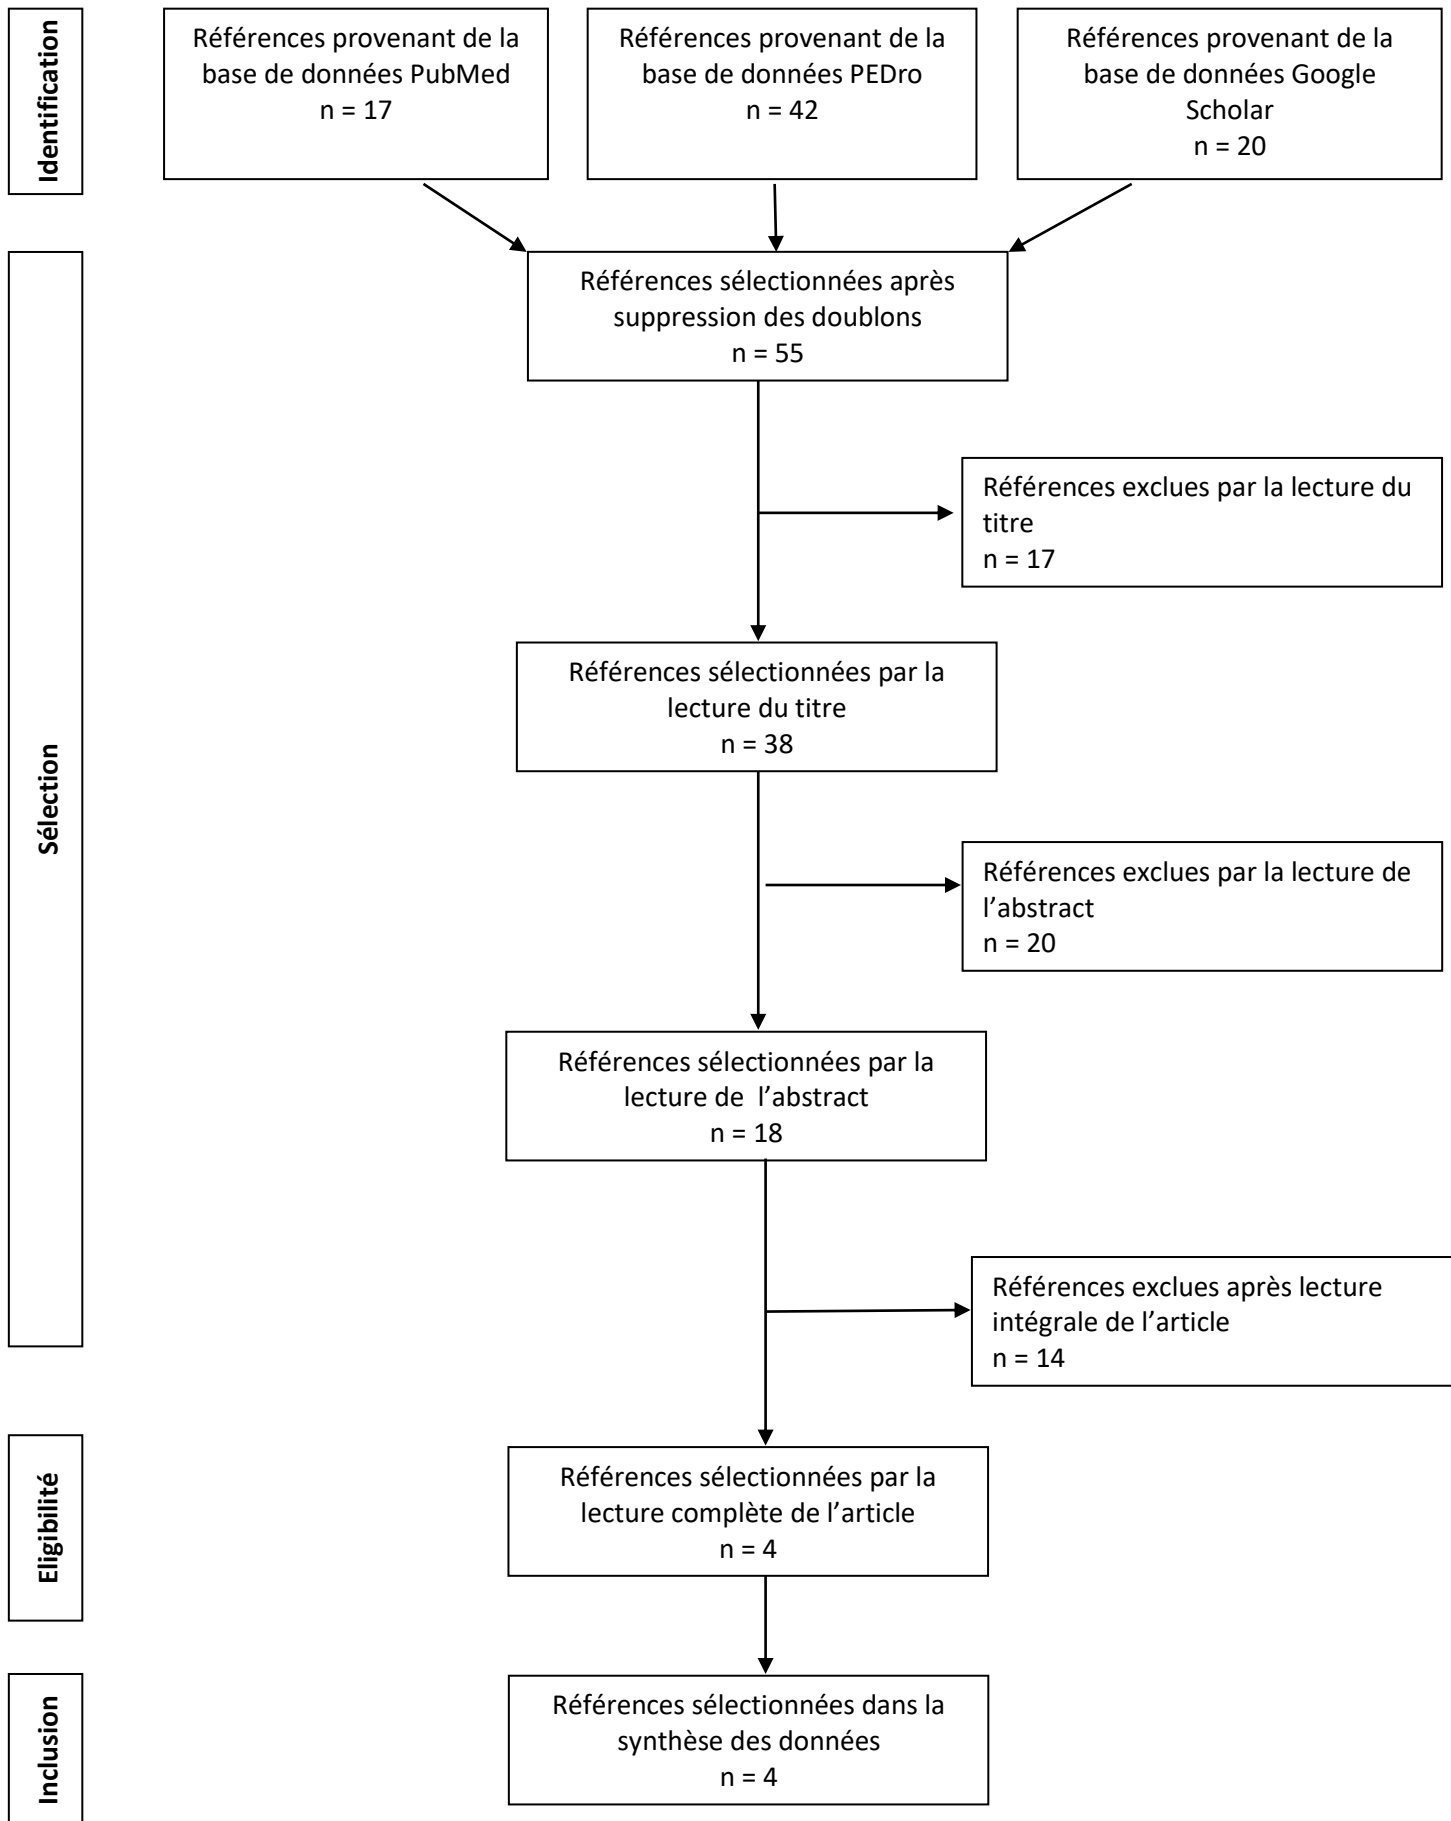 Identification
Références provenant de la
base de données PubMed
n = 17
Références provenant de la
base de données PEDro
n = 42
Références provenant de la
base de données Google
Scholar
n = 20
Sélection
Références sélectionnées après
suppression des doublons
n = 55
Références exclues par la lecture du
titre
n = 17
Références sélectionnées par la
lecture du titre
n = 38
Références exclues par la lecture de
l’abstract
n = 20
Références sélectionnées par la
lecture de  l’abstract
n = 18
Références exclues après lecture
intégrale de l’article
n = 14
Eligibilité
Références sélectionnées par la
lecture complète de l’article
n = 4
Inclusion
Références sélectionnées dans la
synthèse des données
n = 4